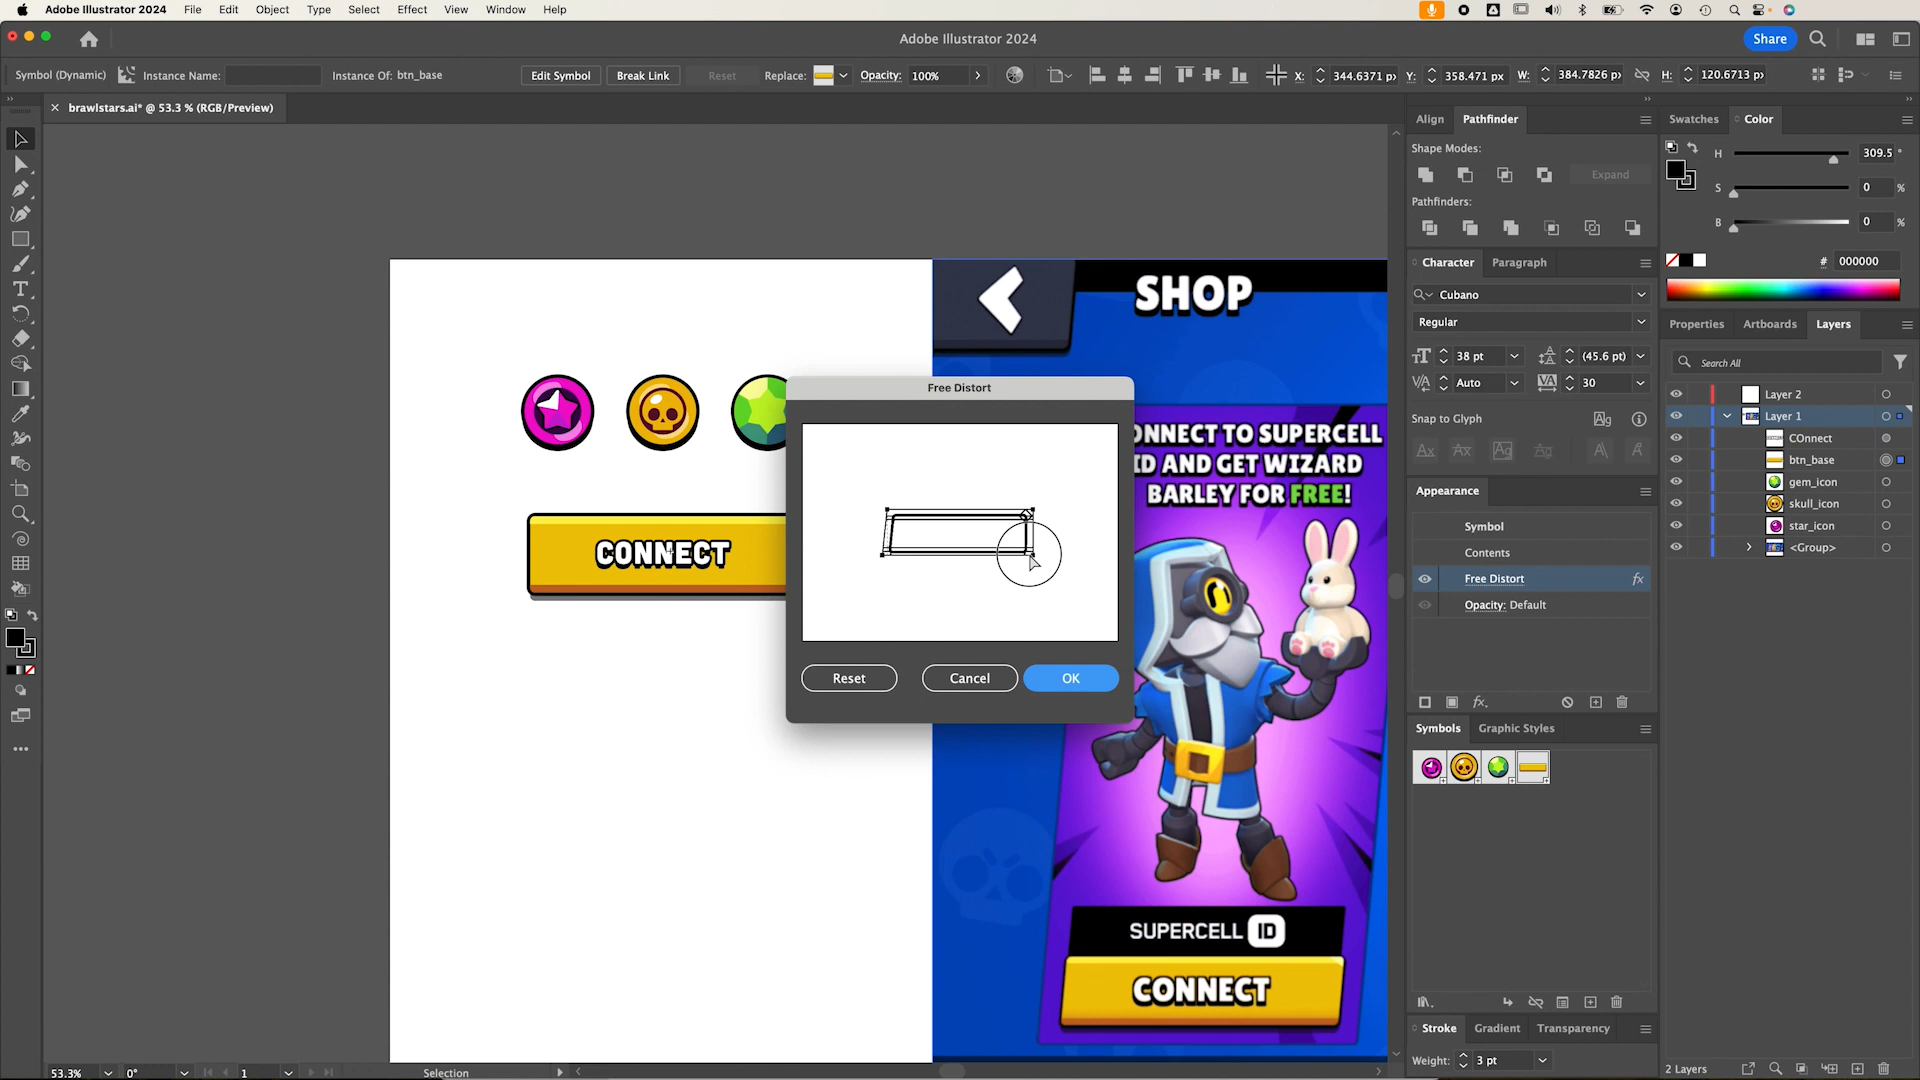 Adobe Illustrator 2024 File Edit Object Type Select Effect View Window Help
Adobe Illustrator 2024
Share
Symbol (Dynamic) Instance Name: Instance Of: btn_base Edit Symbol Break Link Reset Replace: Opacity: 100% X: 344.6371 px Y: 358.471 px W: 384.7826 px H: 120.6713 px
brawlstars.ai* @ 53.3 % (RGB/Preview)
Align Pathfinder
Shape Modes:
Expand
Pathfinders:
Character Paragraph
Cubano
Regular
38 pt (45.6 pt)
Auto 30
Snap to Glyph
Appearance
Symbol
Contents
Free Distort fx
Opacity: Default
Symbols Graphic Styles
Stroke Gradient Transparency
Weight: 3 pt
Swatches Color
H 309.5 °
S 0 %
B 0 %
# 000000
Properties Artboards Layers
Search All
Layer 2
Layer 1
COnnect
btn_base
gem_icon
skull_icon
star_icon
<Group>
2 Layers
SHOP
ONNECT TO SUPERCELL
ID AND GET WIZARD
BARLEY FOR FREE!
SUPERCELL ID
CONNECT
CONNECT
Free Distort
Reset Cancel OK
53.3% 0° 1 Selection